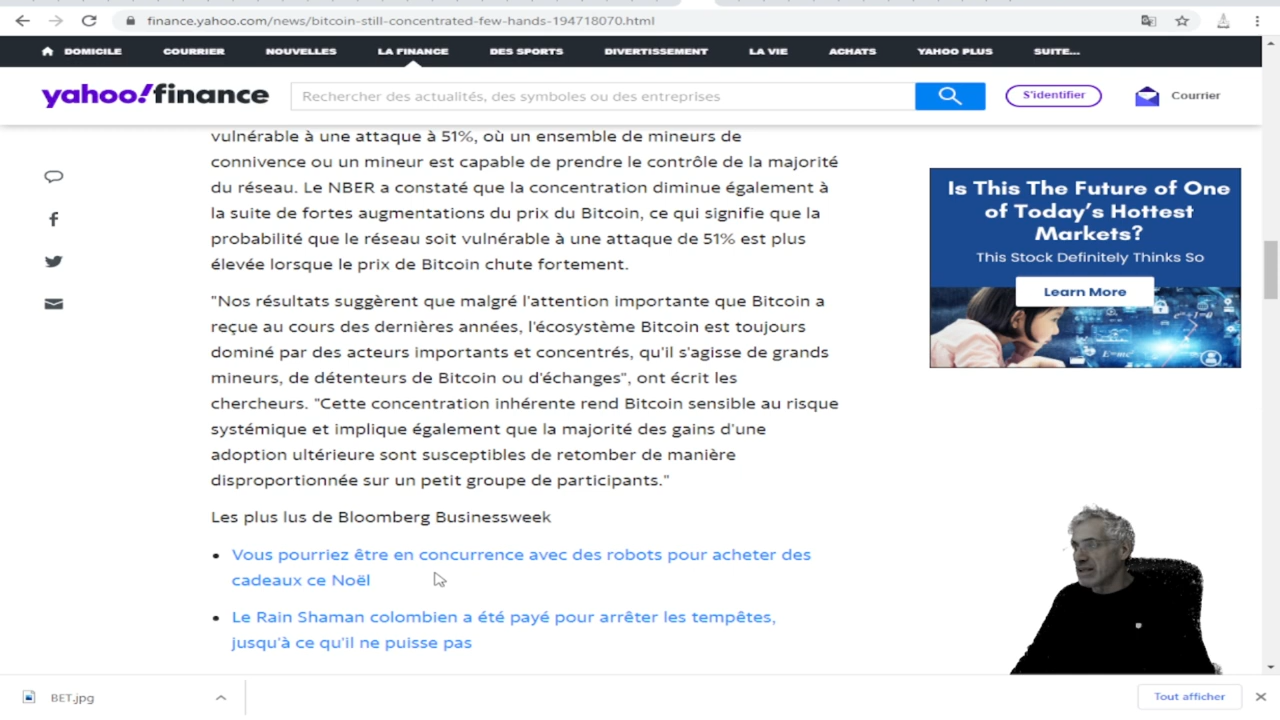 finance.yahoo.com/news/bitcoin-still-concentrated-few-hands-194718070.html
DOMICILE COURRIER NOUVELLES LA FINANCE DES SPORTS DIVERTISSEMENT LA VIE ACHATS YAHOO PLUS SUITE...
yahoo!finance Rechercher des actualités, des symboles ou des entreprises S'identifier Courrier
vulnérable à une attaque à 51%, où un ensemble de mineurs de
connivence ou un mineur est capable de prendre le contrôle de la majorité
du réseau. Le NBER a constaté que la concentration diminue également à
la suite de fortes augmentations du prix du Bitcoin, ce qui signifie que la
probabilité que le réseau soit vulnérable à une attaque de 51% est plus
élevée lorsque le prix de Bitcoin chute fortement.
"Nos résultats suggèrent que malgré l'attention importante que Bitcoin a
reçue au cours des dernières années, l'écosystème Bitcoin est toujours
dominé par des acteurs importants et concentrés, qu'il s'agisse de grands
mineurs, de détenteurs de Bitcoin ou d'échanges", ont écrit les
chercheurs. "Cette concentration inhérente rend Bitcoin sensible au risque
systémique et implique également que la majorité des gains d'une
adoption ultérieure sont susceptibles de retomber de manière
disproportionnée sur un petit groupe de participants."
Les plus lus de Bloomberg Businessweek
• Vous pourriez être en concurrence avec des robots pour acheter des
cadeaux ce Noël
• Le Rain Shaman colombien a été payé pour arrêter les tempêtes,
jusqu'à ce qu'il ne puisse pas
Is This The Future of One
of Today's Hottest
Markets?
This Stock Definitely Thinks So
Learn More
BET.jpg
Tout afficher